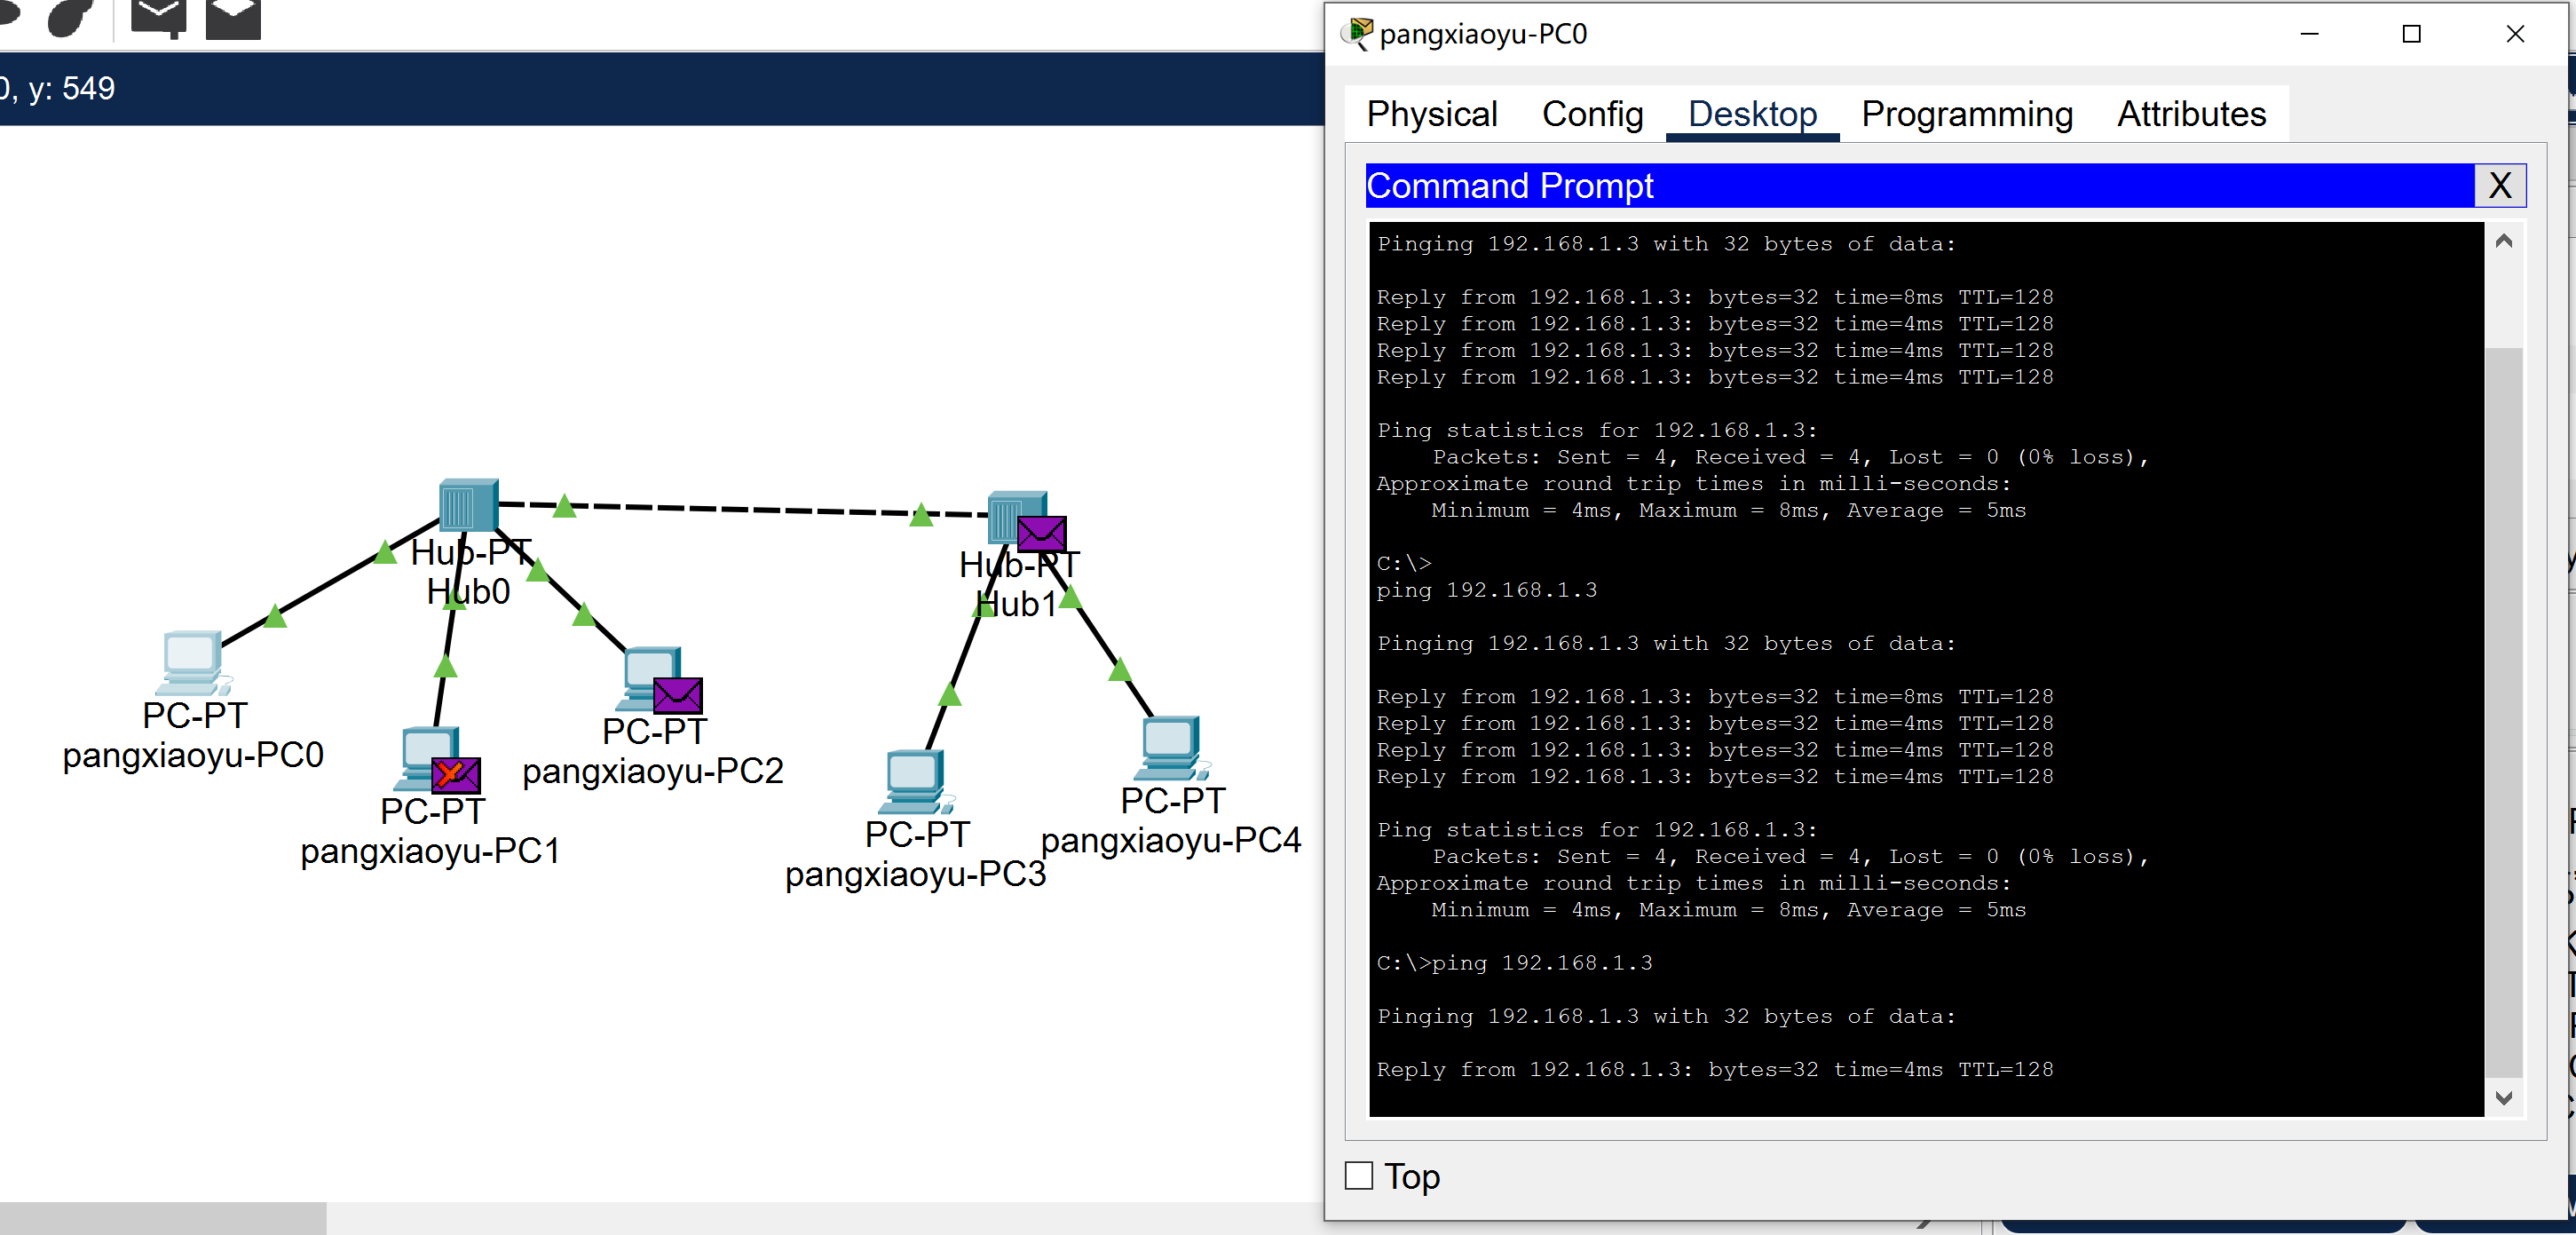 0, y: 549
Hub-PT
Hub0
Hub-PT
Hub1
PC-PT
pangxiaoyu-PC0
PC-PT
pangxiaoyu-PC1
PC-PT
pangxiaoyu-PC2
PC-PT
pangxiaoyu-PC3
PC-PT
pangxiaoyu-PC4
pangxiaoyu-PC0
Physical Config Desktop Programming Attributes
Command Prompt X
Pinging 192.168.1.3 with 32 bytes of data:
Reply from 192.168.1.3: bytes=32 time=8ms TTL=128
Reply from 192.168.1.3: bytes=32 time=4ms TTL=128
Reply from 192.168.1.3: bytes=32 time=4ms TTL=128
Reply from 192.168.1.3: bytes=32 time=4ms TTL=128
Ping statistics for 192.168.1.3:
Packets: Sent = 4, Received = 4, Lost = 0 (0% loss),
Approximate round trip times in milli-seconds:
Minimum = 4ms, Maximum = 8ms, Average = 5ms
C:\>
ping 192.168.1.3
Pinging 192.168.1.3 with 32 bytes of data:
Reply from 192.168.1.3: bytes=32 time=8ms TTL=128
Reply from 192.168.1.3: bytes=32 time=4ms TTL=128
Reply from 192.168.1.3: bytes=32 time=4ms TTL=128
Reply from 192.168.1.3: bytes=32 time=4ms TTL=128
Ping statistics for 192.168.1.3:
Packets: Sent = 4, Received = 4, Lost = 0 (0% loss),
Approximate round trip times in milli-seconds:
Minimum = 4ms, Maximum = 8ms, Average = 5ms
C:\>ping 192.168.1.3
Pinging 192.168.1.3 with 32 bytes of data:
Reply from 192.168.1.3: bytes=32 time=4ms TTL=128
Top